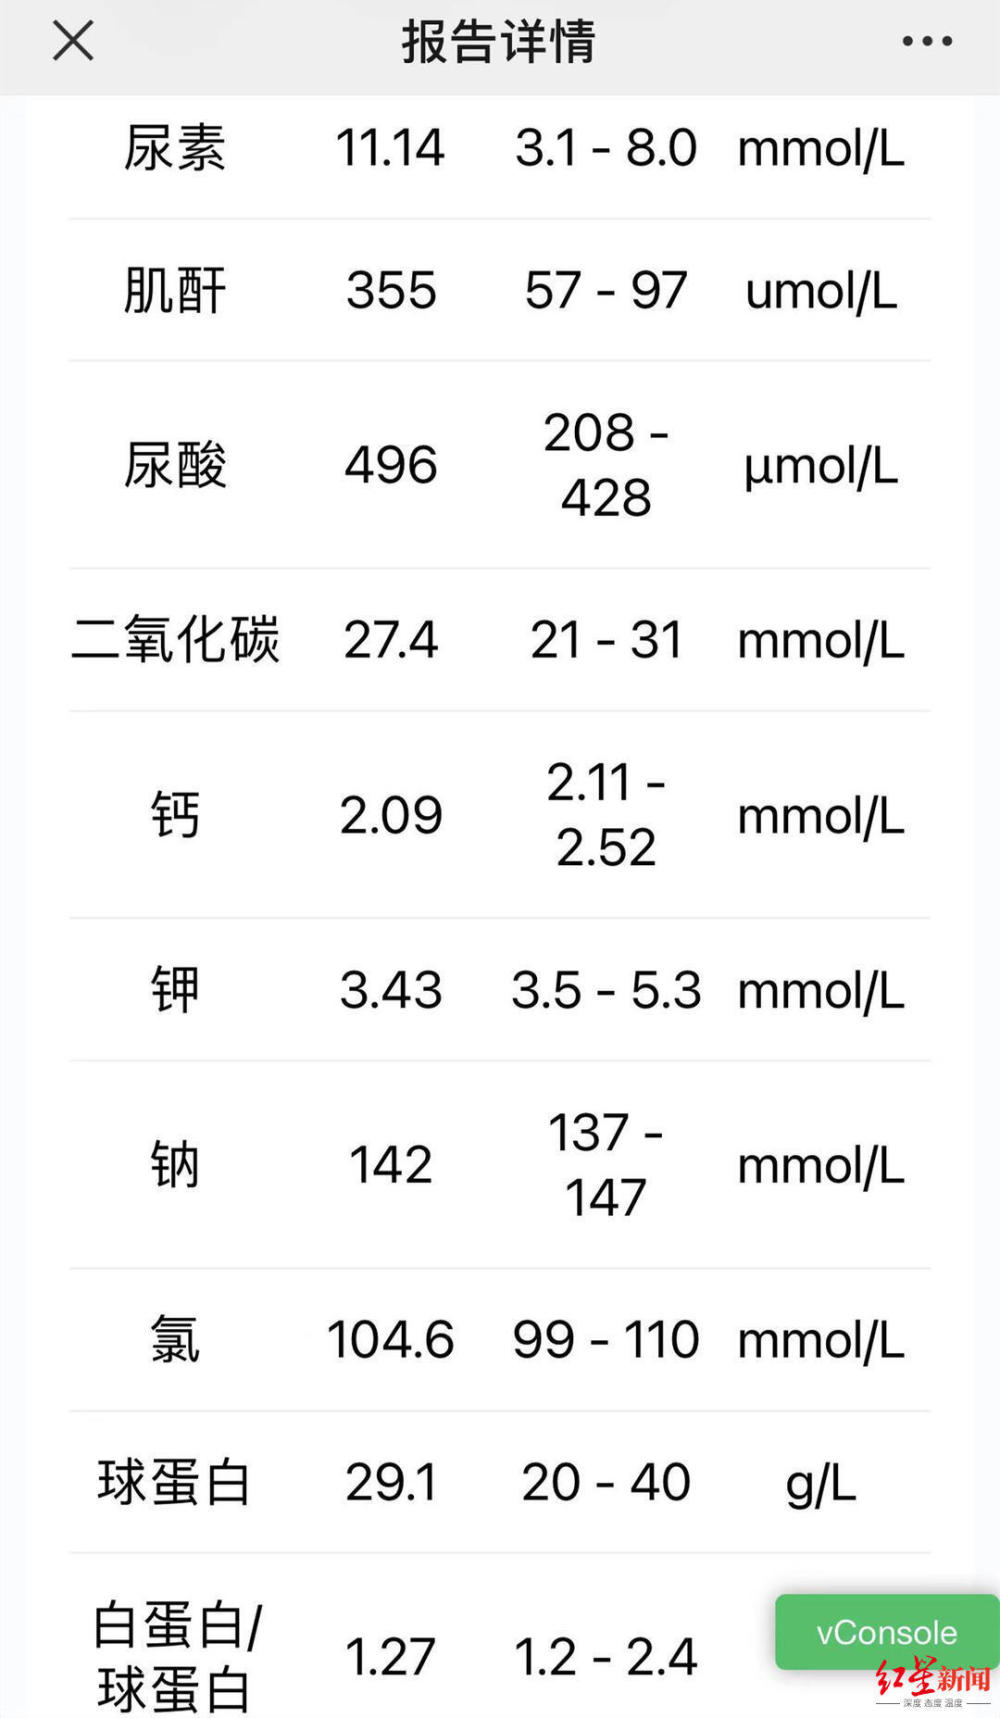 报告详情
尿素 11.14 3.1 - 8.0 mmol/L
肌酐 355 57 - 97 umol/L
尿酸 496 208 - 428 μmol/L
二氧化碳 27.4 21 - 31 mmol/L
钙 2.09 2.11 - 2.52 mmol/L
钾 3.43 3.5 - 5.3 mmol/L
钠 142 137 - 147 mmol/L
氯 104.6 99 - 110 mmol/L
球蛋白 29.1 20 - 40 g/L
白蛋白/球蛋白 1.27 1.2 - 2.4
vConsole
红星新闻
深度 态度 温度